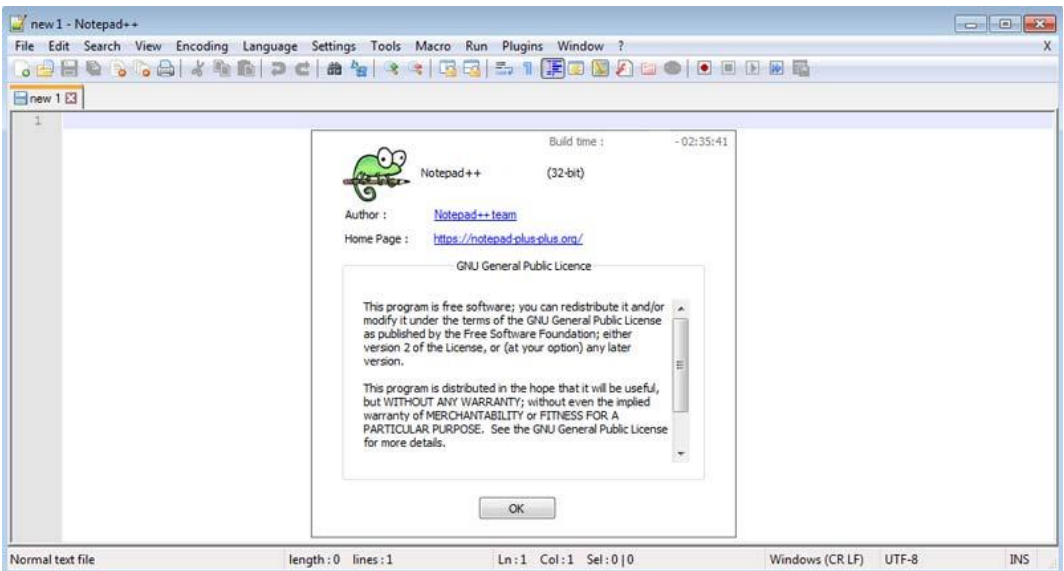 new 1 - Notepad++
File Edit Search View Encoding Language Settings Tools Macro Run Plugins Window ? X
new 1
1
Build time : - 02:35:41
Notepad++ (32-bit)
Author : Notepad++ team
Home Page : https://notepad-plus-plus.org/
GNU General Public Licence
This program is free software; you can redistribute it and/or
modify it under the terms of the GNU General Public License
as published by the Free Software Foundation; either
version 2 of the License, or (at your option) any later
version.
This program is distributed in the hope that it will be useful,
but WITHOUT ANY WARRANTY; without even the implied
warranty of MERCHANTABILITY or FITNESS FOR A
PARTICULAR PURPOSE. See the GNU General Public License
for more details.
OK
Normal text file length : 0 lines : 1 Ln : 1 Col : 1 Sel : 0 | 0 Windows (CR LF) UTF-8 INS